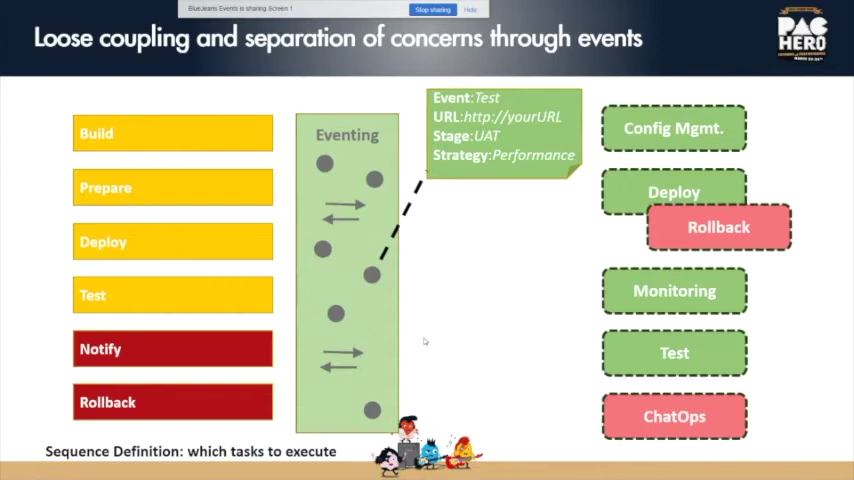 BlueJeans Events is sharing Screen 1
Stop sharing
Hide
Loose coupling and separation of concerns through events
PAC
HERO
Build
Prepare
Deploy
Test
Notify
Rollback
Eventing
Event:Test
URL:http://yourURL
Stage:UAT
Strategy:Performance
Config Mgmt.
Deploy
Rollback
Monitoring
Test
ChatOps
Sequence Definition: which tasks to execute